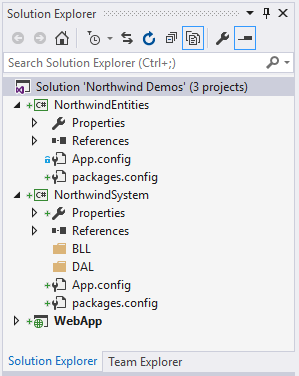 Solution Explorer
Search Solution Explorer (Ctrl+;)
Solution 'Northwind Demos' (3 projects)
C# NorthwindEntities
Properties
References
App.config
packages.config
C# NorthwindSystem
Properties
References
BLL
DAL
App.config
packages.config
WebApp
Solution Explorer Team Explorer